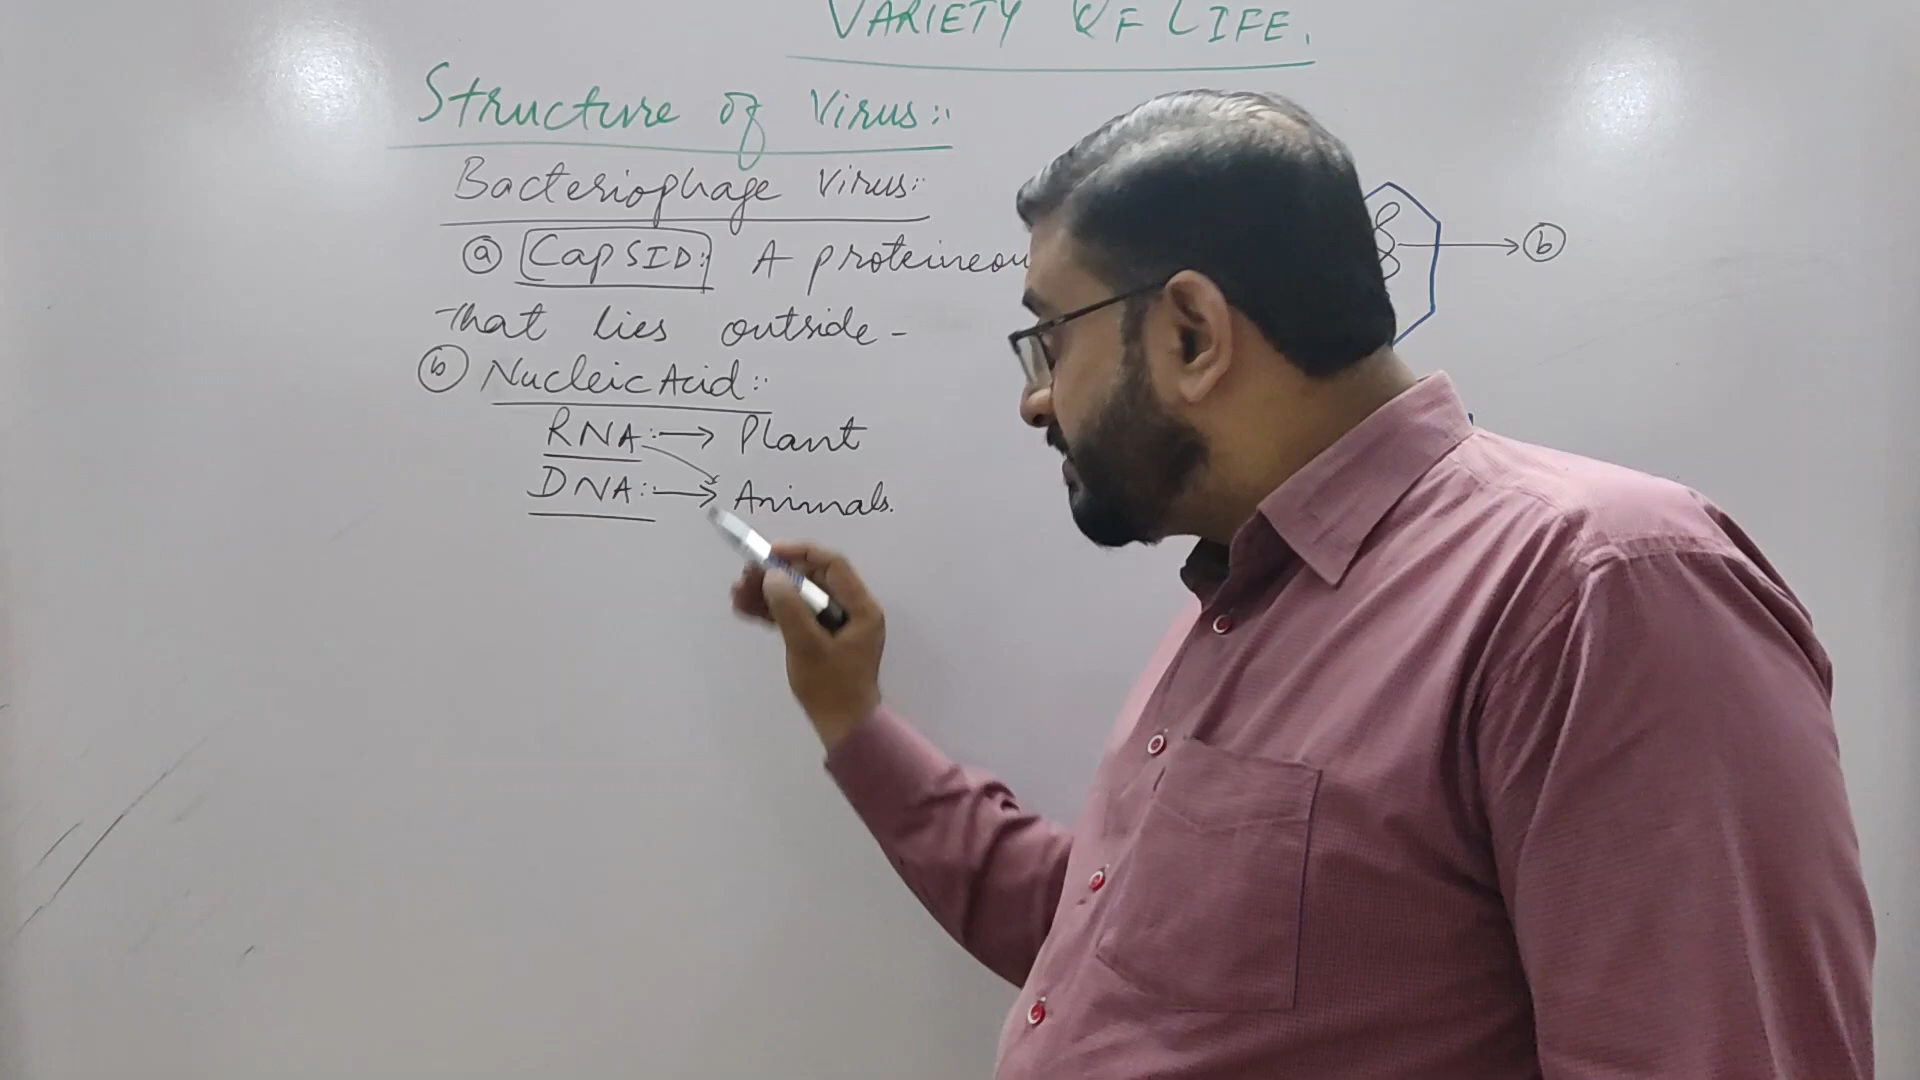 VARIETY OF LIFE.
Structure of Virus::
Bacteriophage Virus::
(a) CapSID:: A proteineou
That lies outside -
(b) Nucleic Acid::
RNA:: → Plant
DNA:: → Animals.
(b)